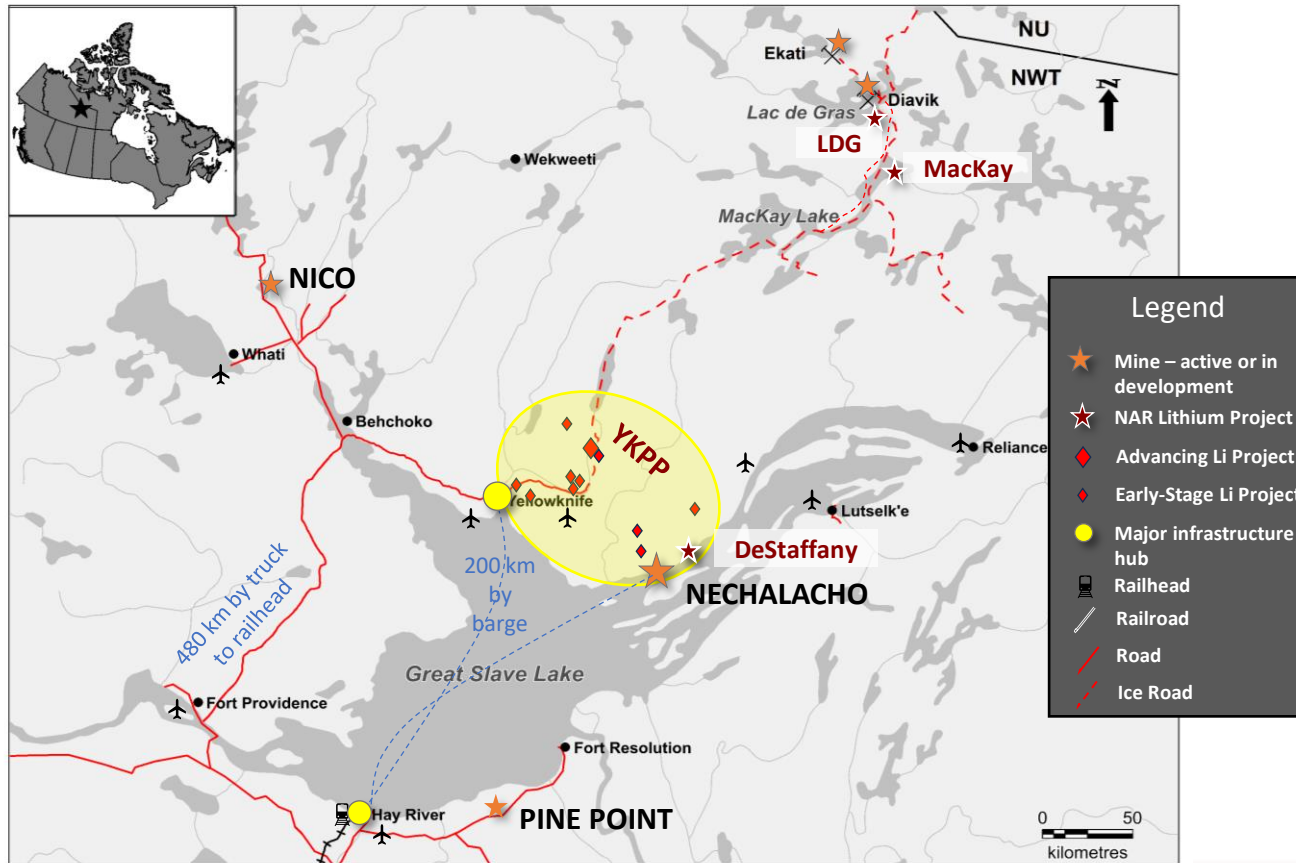 NU
NWT
N
Ekati
Diavik
Lac de Gras
LDG
MacKay
Wekweeti
MacKay Lake
NICO
Whati
Behchoko
YKPP
Yellowknife
Reliance
Lutselk'e
DeStaffany
NECHALACHO
200 km
by
barge
480 km by truck
to railhead
Great Slave Lake
Fort Providence
Fort Resolution
Hay River
PINE POINT
0 50
kilometres
Legend
Mine – active or in
development
NAR Lithium Project
Advancing Li Project
Early-Stage Li Project
Major infrastructure
hub
Railhead
Railroad
Road
Ice Road